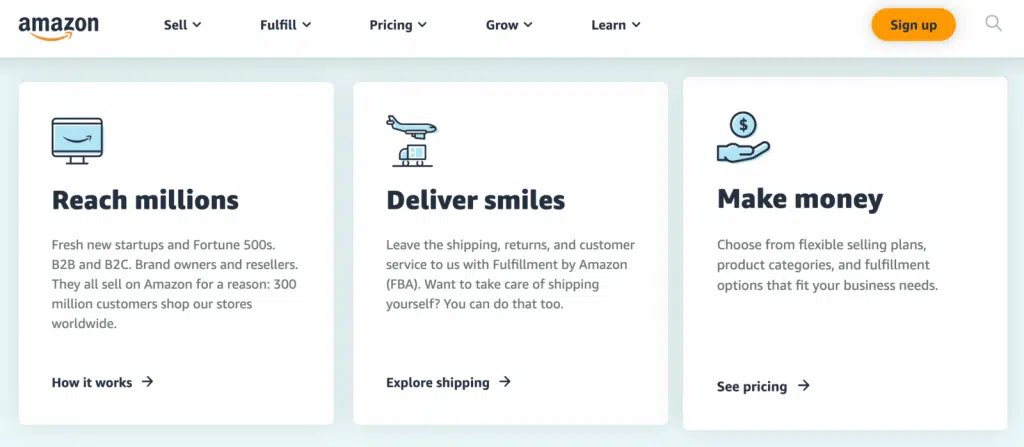 amazon
Sell
Fulfill
Pricing
Grow
Learn
Sign up
$
Reach millions
Fresh new startups and Fortune 500s.
B2B and B2C. Brand owners and resellers.
They all sell on Amazon for a reason: 300
million customers shop our stores
worldwide.
How it works →
Deliver smiles
Leave the shipping, returns, and customer
service to us with Fulfillment by Amazon
(FBA). Want to take care of shipping
yourself? You can do that too.
Explore shipping →
Make money
Choose from flexible selling plans,
product categories, and fulfillment
options that fit your business needs.
See pricing →